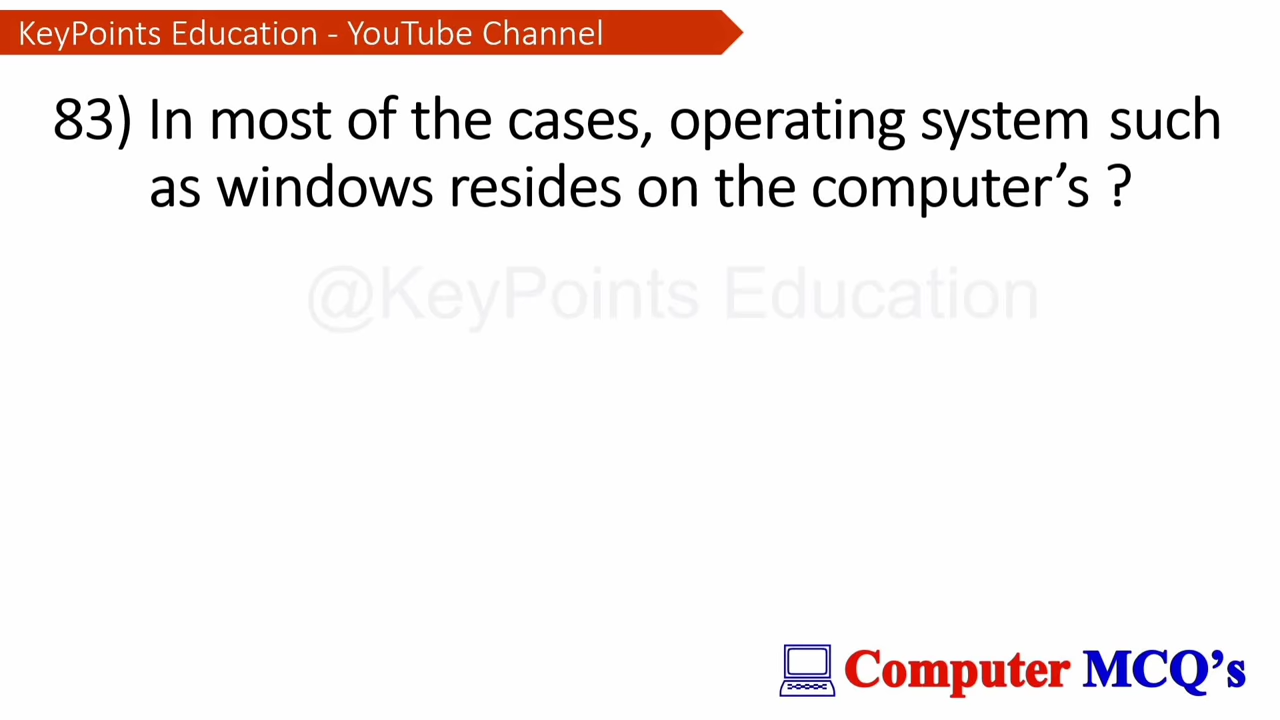 KeyPoints Education - YouTube Channel
83) In most of the cases, operating system such
as windows resides on the computer’s ?
@KeyPoints Education
Computer MCQ’s